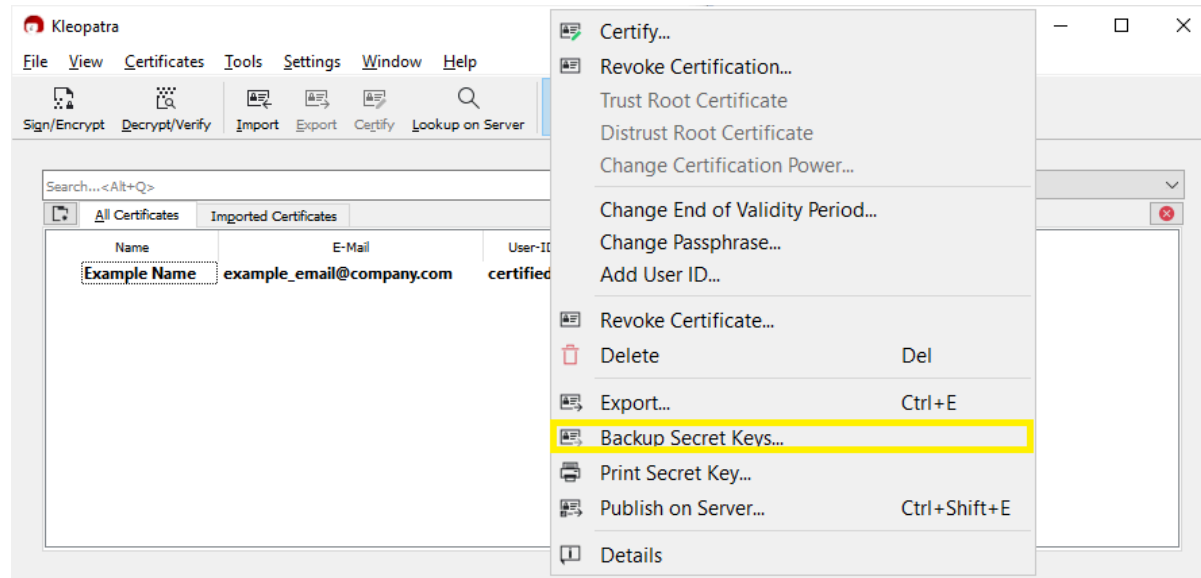 Kleopatra
File View Certificates Tools Settings Window Help
Sign/Encrypt Decrypt/Verify Import Export Certify Lookup on Server
Search...<Alt+Q>
All Certificates Imported Certificates
Name E-Mail User-ID
Example Name example_email@company.com certified
Certify...
Revoke Certification...
Trust Root Certificate
Distrust Root Certificate
Change Certification Power...
Change End of Validity Period...
Change Passphrase...
Add User ID...
Revoke Certificate...
Delete Del
Export... Ctrl+E
Backup Secret Keys...
Print Secret Key...
Publish on Server... Ctrl+Shift+E
Details